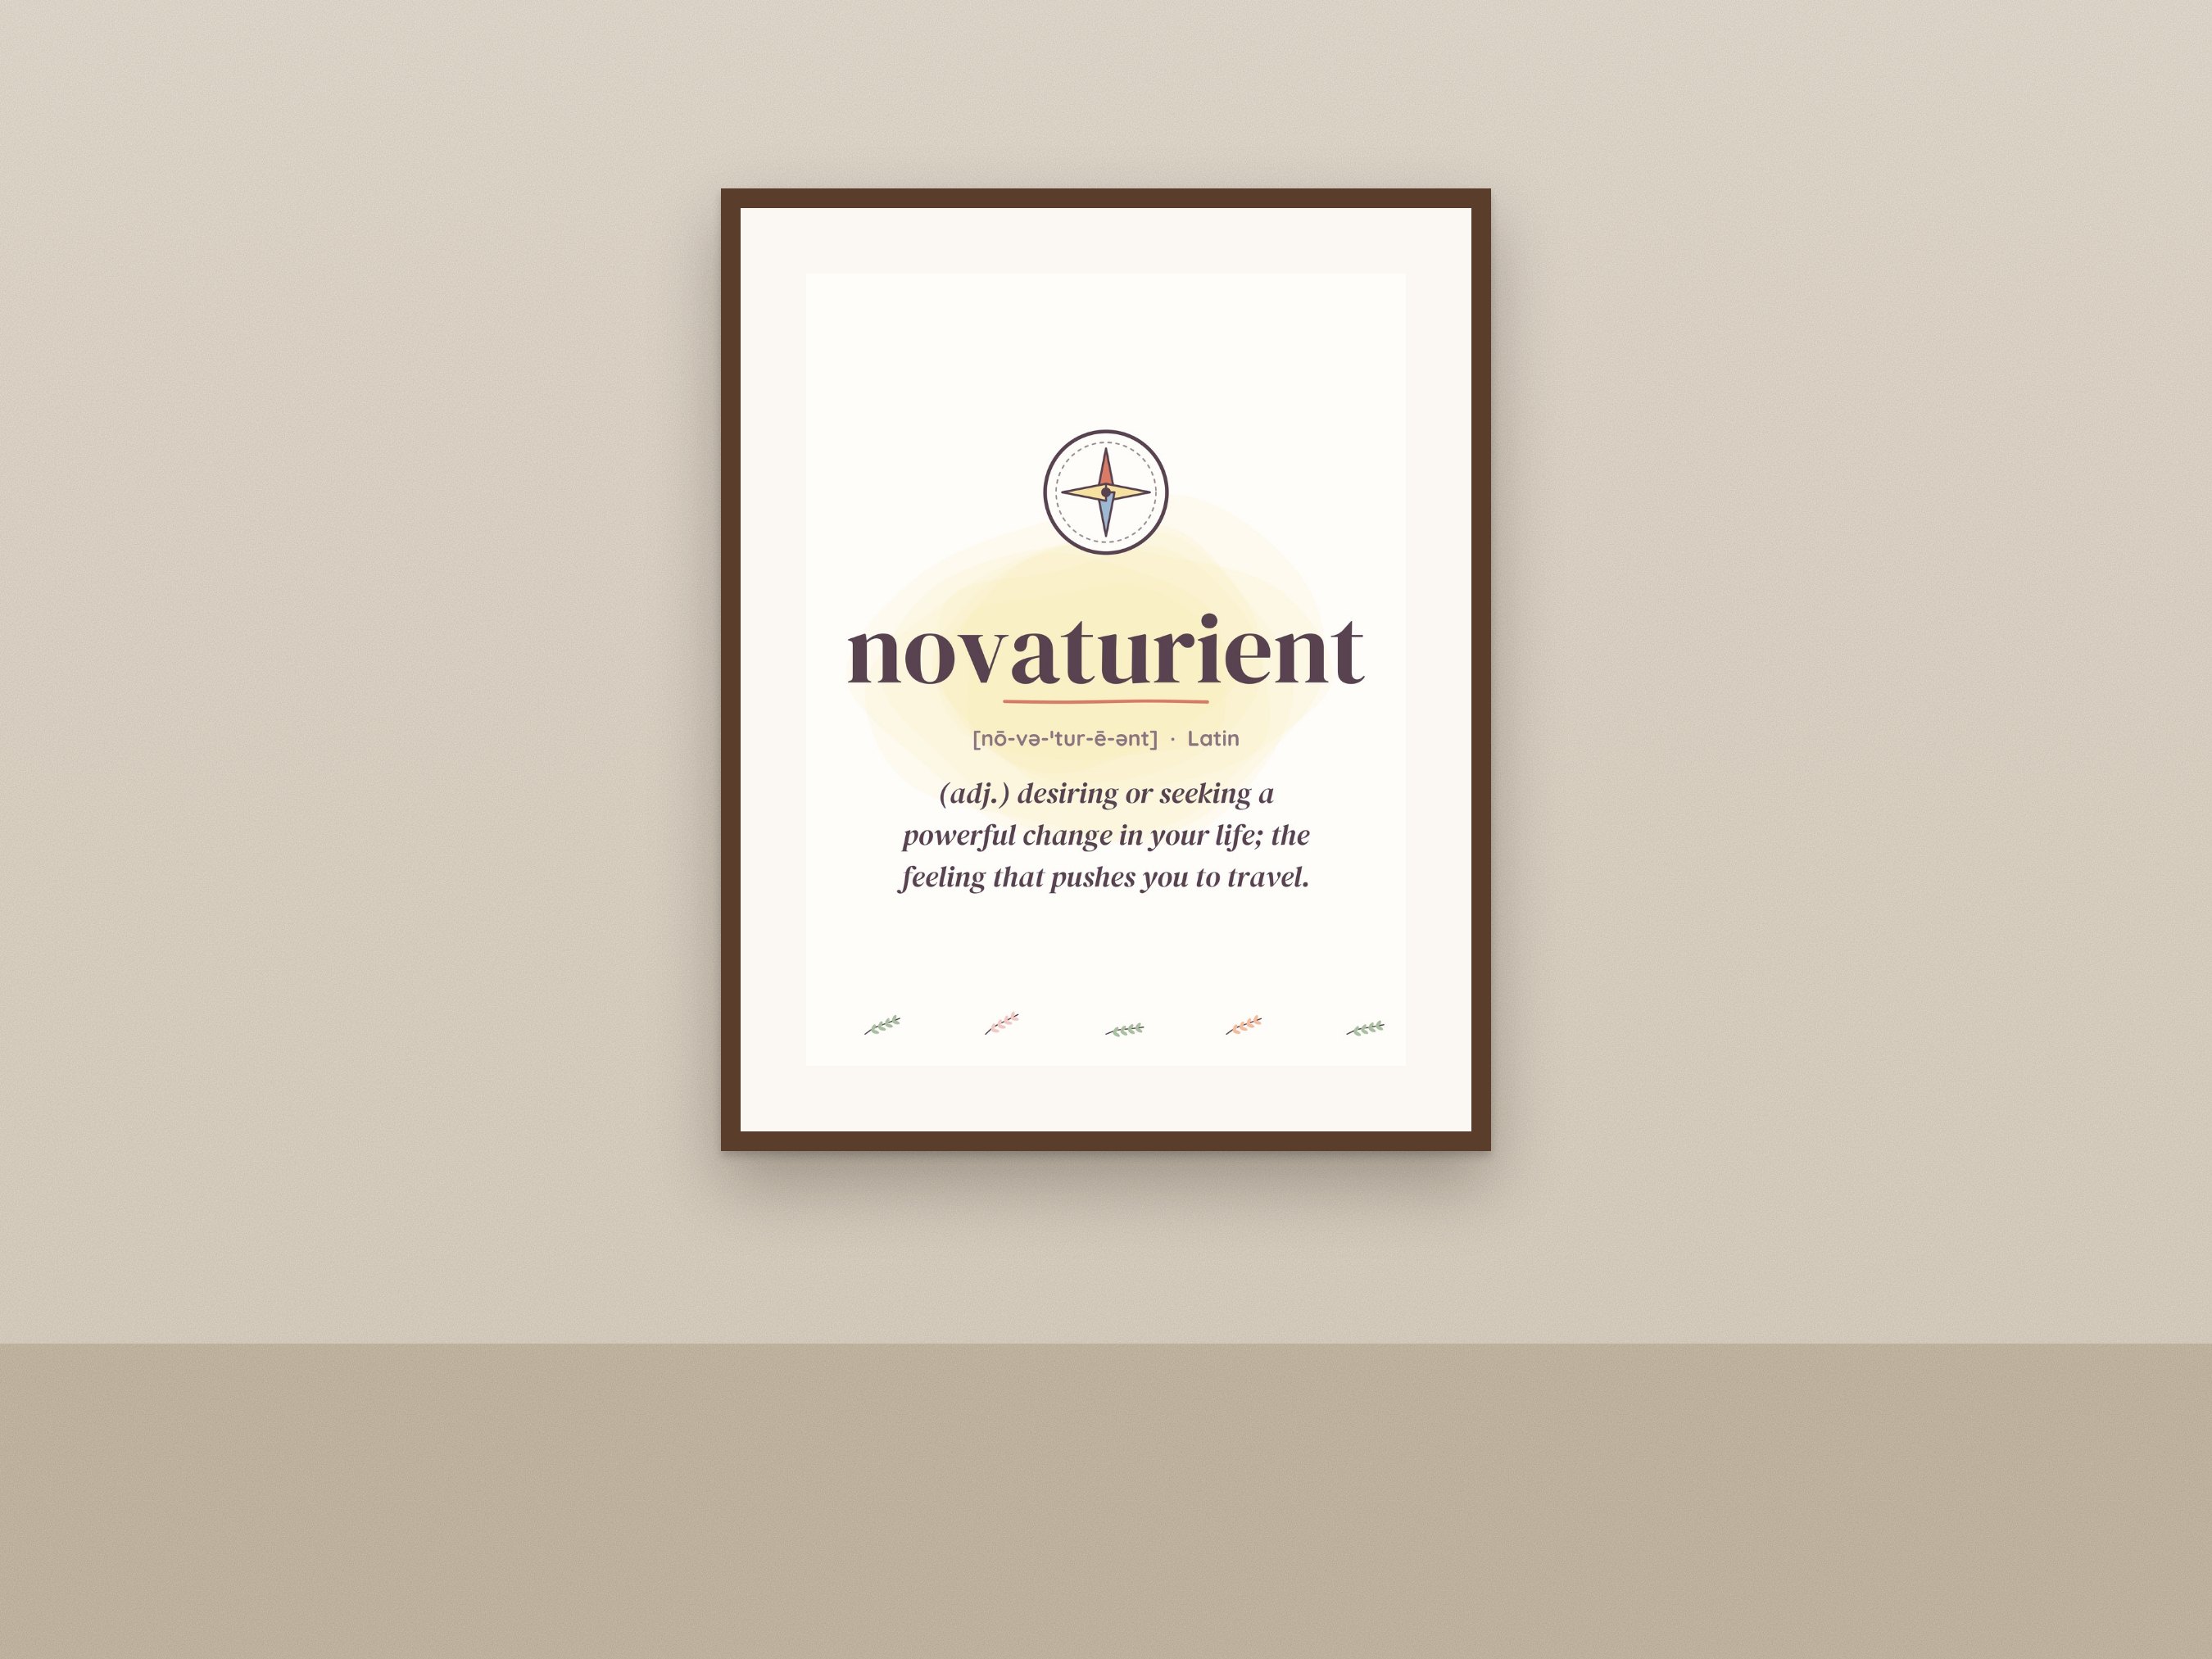 novaturient
[nō-və-ˈtur-ē-ənt] · Latin
(adj.) desiring or seeking a
powerful change in your life; the
feeling that pushes you to travel.